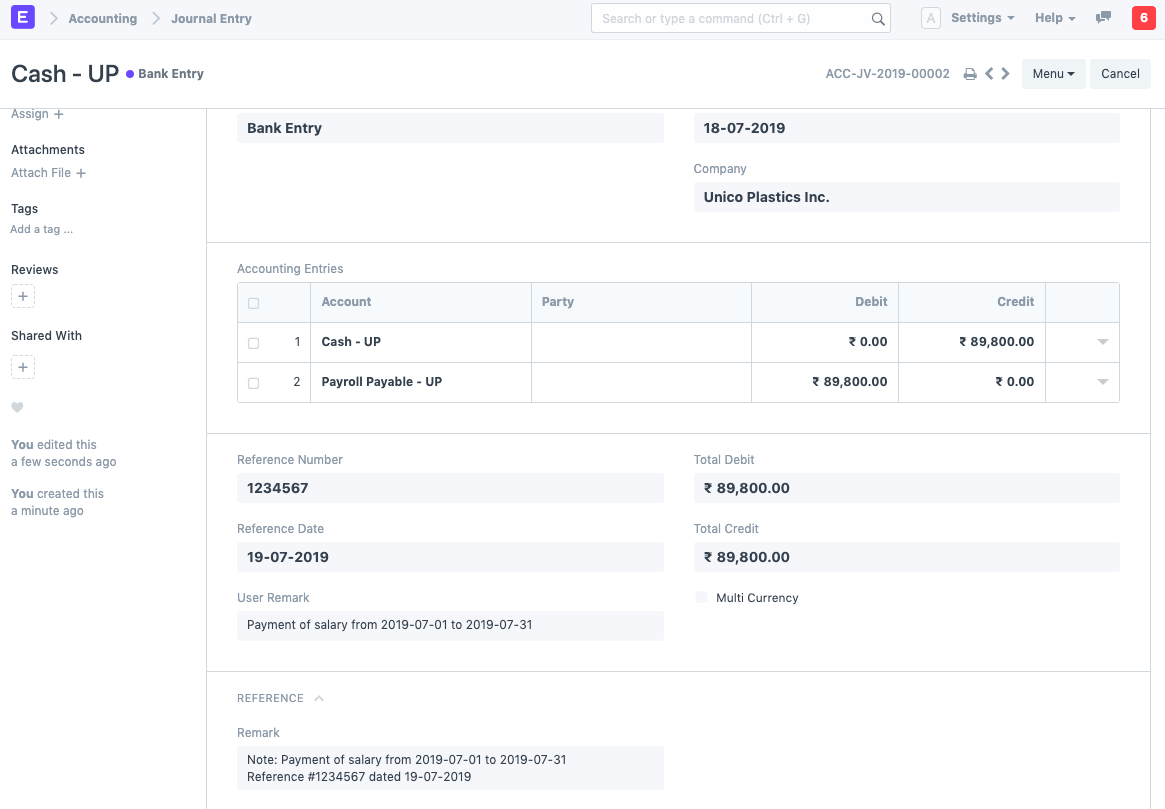 E Accounting Journal Entry Search or type a command (Ctrl + G) A Settings Help 6
Cash - UP Bank Entry ACC-JV-2019-00002 Menu Cancel
Assign +
Attachments
Attach File +
Tags
Add a tag ...
Reviews
+
Shared With
+
You edited this
a few seconds ago
You created this
a minute ago
Bank Entry 18-07-2019
Company
Unico Plastics Inc.
Accounting Entries
Account Party Debit Credit
1 Cash - UP ₹ 0.00 ₹ 89,800.00
2 Payroll Payable - UP ₹ 89,800.00 ₹ 0.00
Reference Number Total Debit
1234567 ₹ 89,800.00
Reference Date Total Credit
19-07-2019 ₹ 89,800.00
User Remark Multi Currency
Payment of salary from 2019-07-01 to 2019-07-31
REFERENCE
Remark
Note: Payment of salary from 2019-07-01 to 2019-07-31
Reference #1234567 dated 19-07-2019